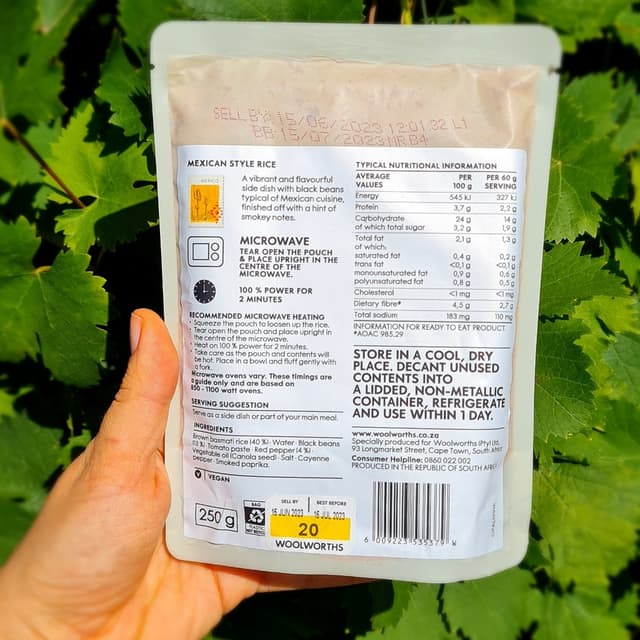 SELL BY 15/06/2023 12:01:32 L1
BB:15/07/2023 MR B4
MEXICAN STYLE RICE
MEXICO
A vibrant and flavourful
side dish with black beans
typical of Mexican cuisine,
finished off with a hint of
smokey notes.
MICROWAVE
TEAR OPEN THE POUCH
& PLACE UPRIGHT IN THE
CENTRE OF THE
MICROWAVE.
100 % POWER FOR
2 MINUTES
RECOMMENDED MICROWAVE HEATING
• Squeeze the pouch to loosen up the rice.
Tear open the pouch and place upright in
the centre of the microwave.
• Heat on 100 % power for 2 minutes.
• Take care as the pouch and contents will
be hot. Place in a bowl and fluff gently with
a fork.
Microwave ovens vary. These timings are
a guide only and are based on
850 - 1100 watt ovens.
SERVING SUGGESTION
Serve as a side dish or part of your main meal.
INGREDIENTS
Brown basmati rice (40 %) · Water · Black beans
%) · Tomato paste · Red pepper (4 %) ·
Vegetable oil (Canola seed) · Salt · Cayenne
pepper · Smoked paprika.
V VEGAN
250 g
BAG
PLASTIC
SELL BY
15 JUN 2023
BEST BEFORE
15 JUL 2023
20
WOOLWORTHS
TYPICAL NUTRITIONAL INFORMATION
AVERAGE VALUES PER 100 g PER 60 g SERVING
Energy 545 kJ 327 kJ
Protein 3,7 g 2,2 g
Carbohydrate 24 g 14 g
of which total sugar 3,2 g 1,9 g
Total fat 2,1 g 1,3 g
of which:
saturated fat 0,4 g 0,2 g
trans fat <0,1 g <0,1 g
monounsaturated fat 0,9 g 0,6 g
polyunsaturated fat 0,8 g 0,5 g
Cholesterol <1 mg <1 mg
Dietary fibre# 4,5 g 2,7 g
Total sodium 183 mg 110 mg
INFORMATION FOR READY TO EAT PRODUCT.
#AOAC 985.29
STORE IN A COOL, DRY
PLACE. DECANT UNUSED
CONTENTS INTO
A LIDDED, NON-METALLIC
CONTAINER, REFRIGERATE
AND USE WITHIN 1 DAY.
www.woolworths.co.za
Specially produced for Woolworths (Pty) Ltd,
93 Longmarket Street, Cape Town, South Africa
Consumer Helpline: 0860 022 002
PRODUCED IN THE REPUBLIC OF SOUTH AFRICA
6 009223 535379 W